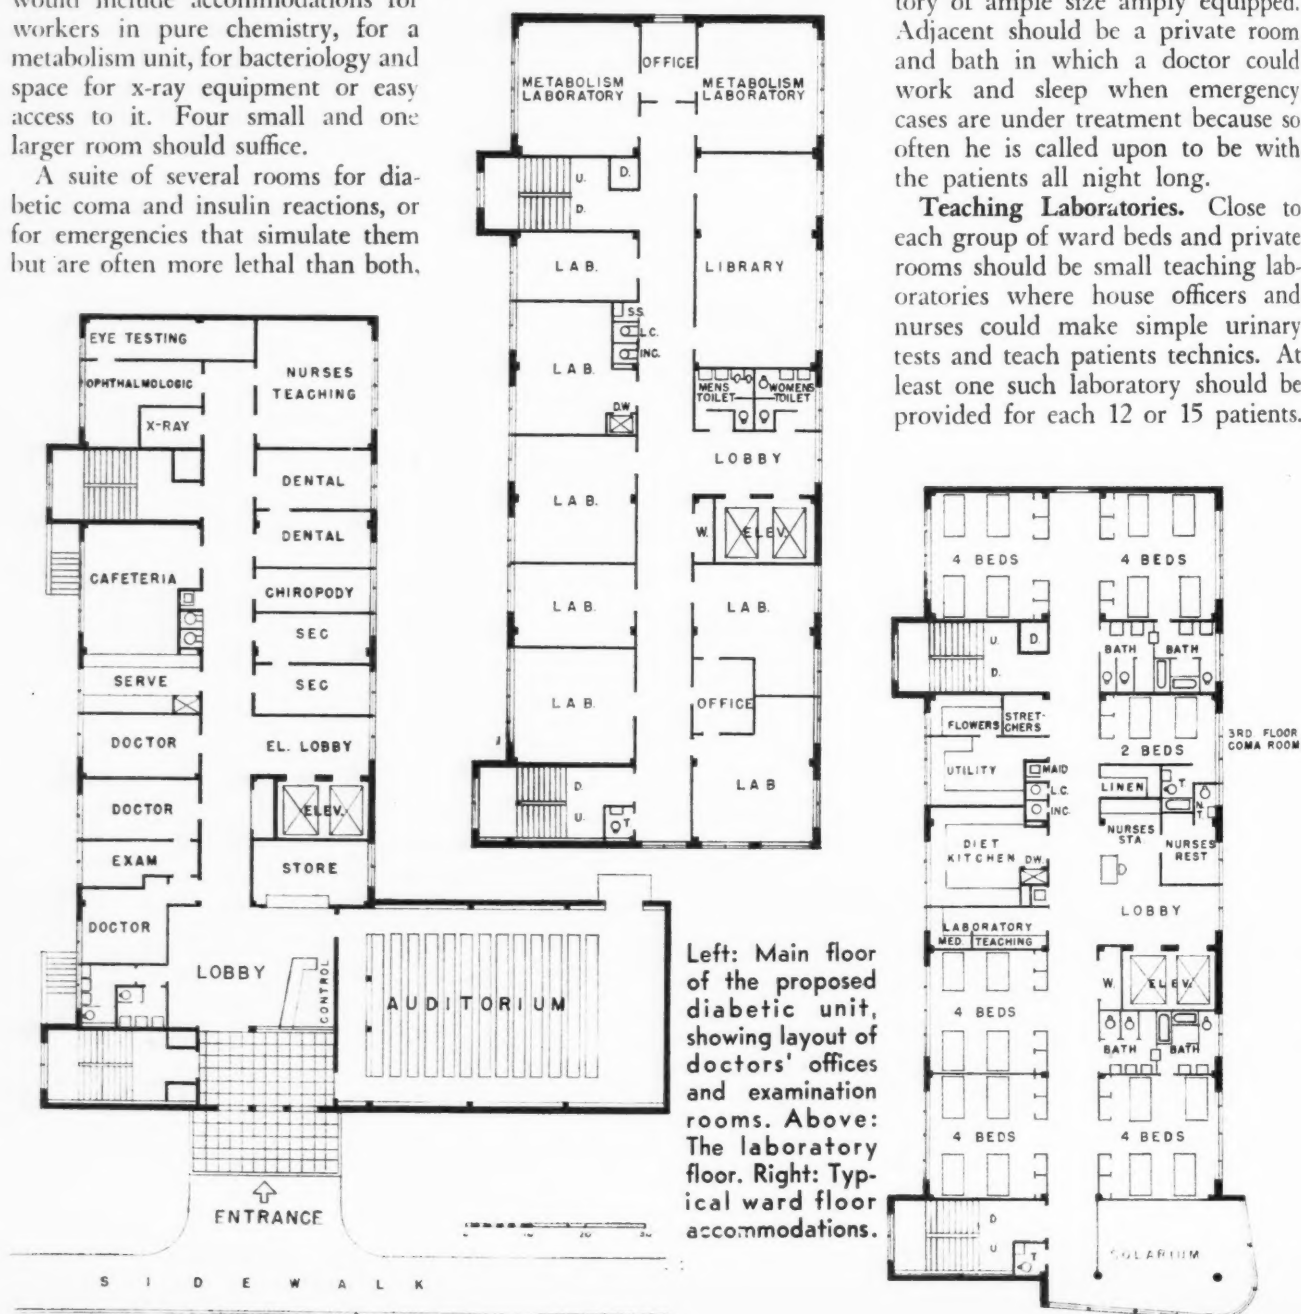 would include accommodations for
workers in pure chemistry, for a
metabolism unit, for bacteriology and
space for x-ray equipment or easy
access to it. Four small and one
larger room should suffice.
A suite of several rooms for dia-
betic coma and insulin reactions, or
for emergencies that simulate them
but are often more lethal than both,
tory of ample size amply equipped.
Adjacent should be a private room
and bath in which a doctor could
work and sleep when emergency
cases are under treatment because so
often he is called upon to be with
the patients all night long.
Teaching Laboratories. Close to
each group of ward beds and private
rooms should be small teaching lab-
oratories where house officers and
nurses could make simple urinary
tests and teach patients technics. At
least one such laboratory should be
provided for each 12 or 15 patients.
EYE TESTING
OPHTHALMOLOGIC
X-RAY
NURSES
TEACHING
DENTAL
DENTAL
CAFETERIA
CHIROPODY
SEC
SERVE
SEC
DOCTOR
EL. LOBBY
DOCTOR
ELEV.
EXAM
STORE
DOCTOR
LOBBY
CONTROL
AUDITORIUM
ENTRANCE
0 10 20 30
SIDEWALK
METABOLISM
LABORATORY
OFFICE
METABOLISM
LABORATORY
U.
D.
D.
LAB.
LIBRARY
S.S.
L.C.
INC.
LAB.
D.W
MENS
TOILET
WOMENS
TOILET
LOBBY
LAB.
W.
ELEV.
LAB.
LAB.
LAB.
OFFICE
D.
U.
T.
LAB
4 BEDS
4 BEDS
U.
D.
D.
BATH
BATH
FLOWERS
STRET-
CHERS
2 BEDS
3RD FLOOR
COMA ROOM
UTILITY
MAID
L.C.
INC.
LINEN
T.
N.
T.
NURSES
STA.
NURSES
REST
DIET
KITCHEN
DW.
LOBBY
LABORATORY
MED.
TEACHING
W.
ELEV.
4 BEDS
BATH
BATH
4 BEDS
4 BEDS
D
U
T
SOLARIUM
Left: Main floor
of the proposed
diabetic unit,
showing layout of
doctors' offices
and examination
rooms. Above:
The laboratory
floor. Right: Typ-
ical ward floor
accommodations.